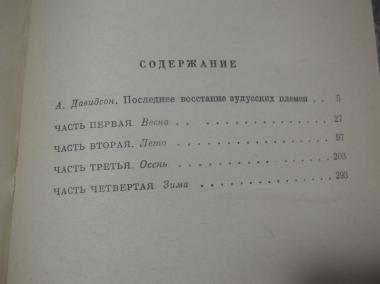 СОДЕРЖАНИЕ
А. Давидсон. Последнее восстание зулусских племен . . 5
ЧАСТЬ ПЕРВАЯ. Весна . . . . . . . . . . . . . 27
ЧАСТЬ ВТОРАЯ. Лето . . . . . . . . . . . . . 97
ЧАСТЬ ТРЕТЬЯ. Осень . . . . . . . . . . . . . 203
ЧАСТЬ ЧЕТВЕРТАЯ. Зима . . . . . . . . . . . 293